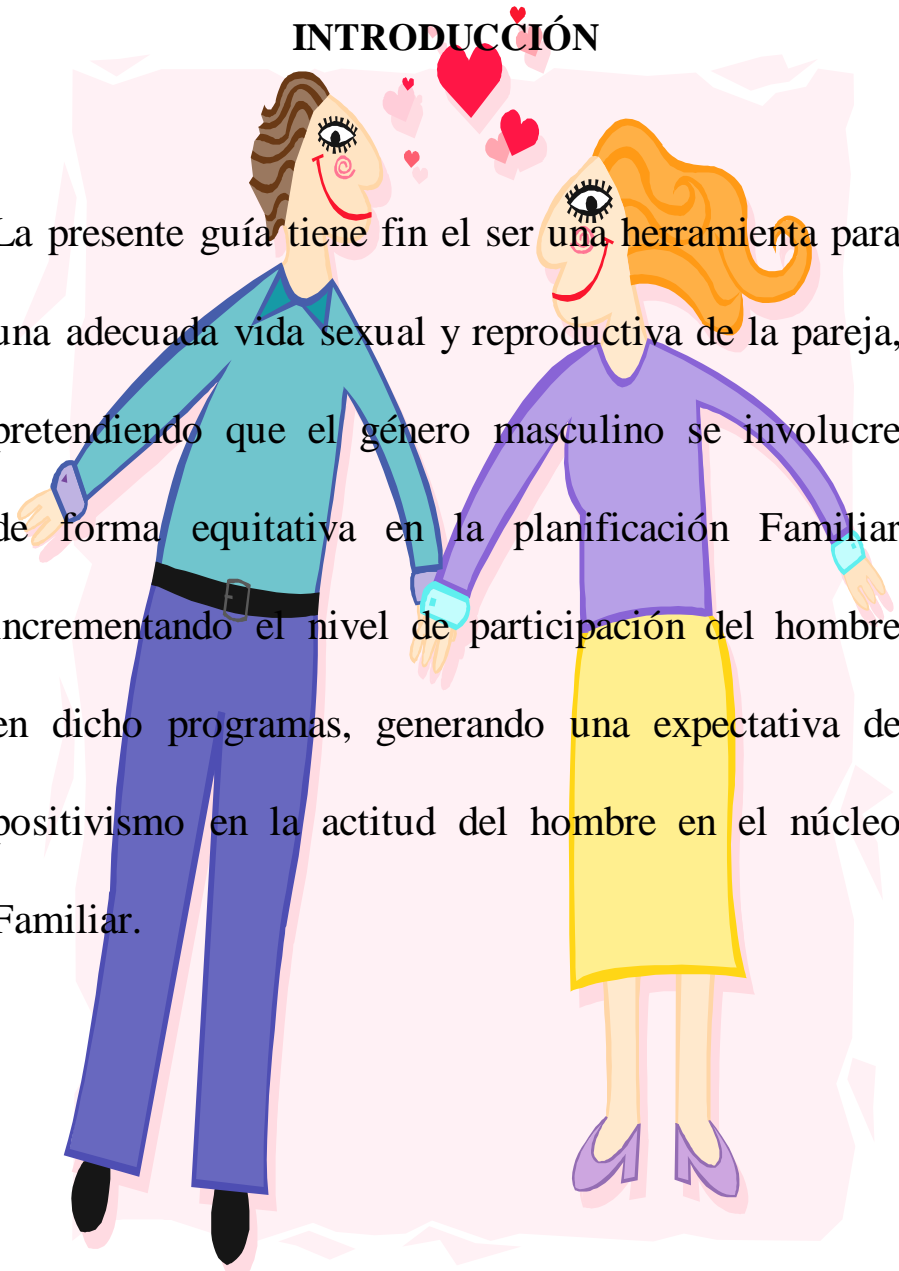 INTRODUCCIÓN
La presente guía tiene fin el ser una herramienta para
una adecuada vida sexual y reproductiva de la pareja,
pretendiendo que el género masculino se involucre
de forma equitativa en la planificación Familiar
incrementando el nivel de participación del hombre
en dicho programas, generando una expectativa de
positivismo en la actitud del hombre en el núcleo
Familiar.